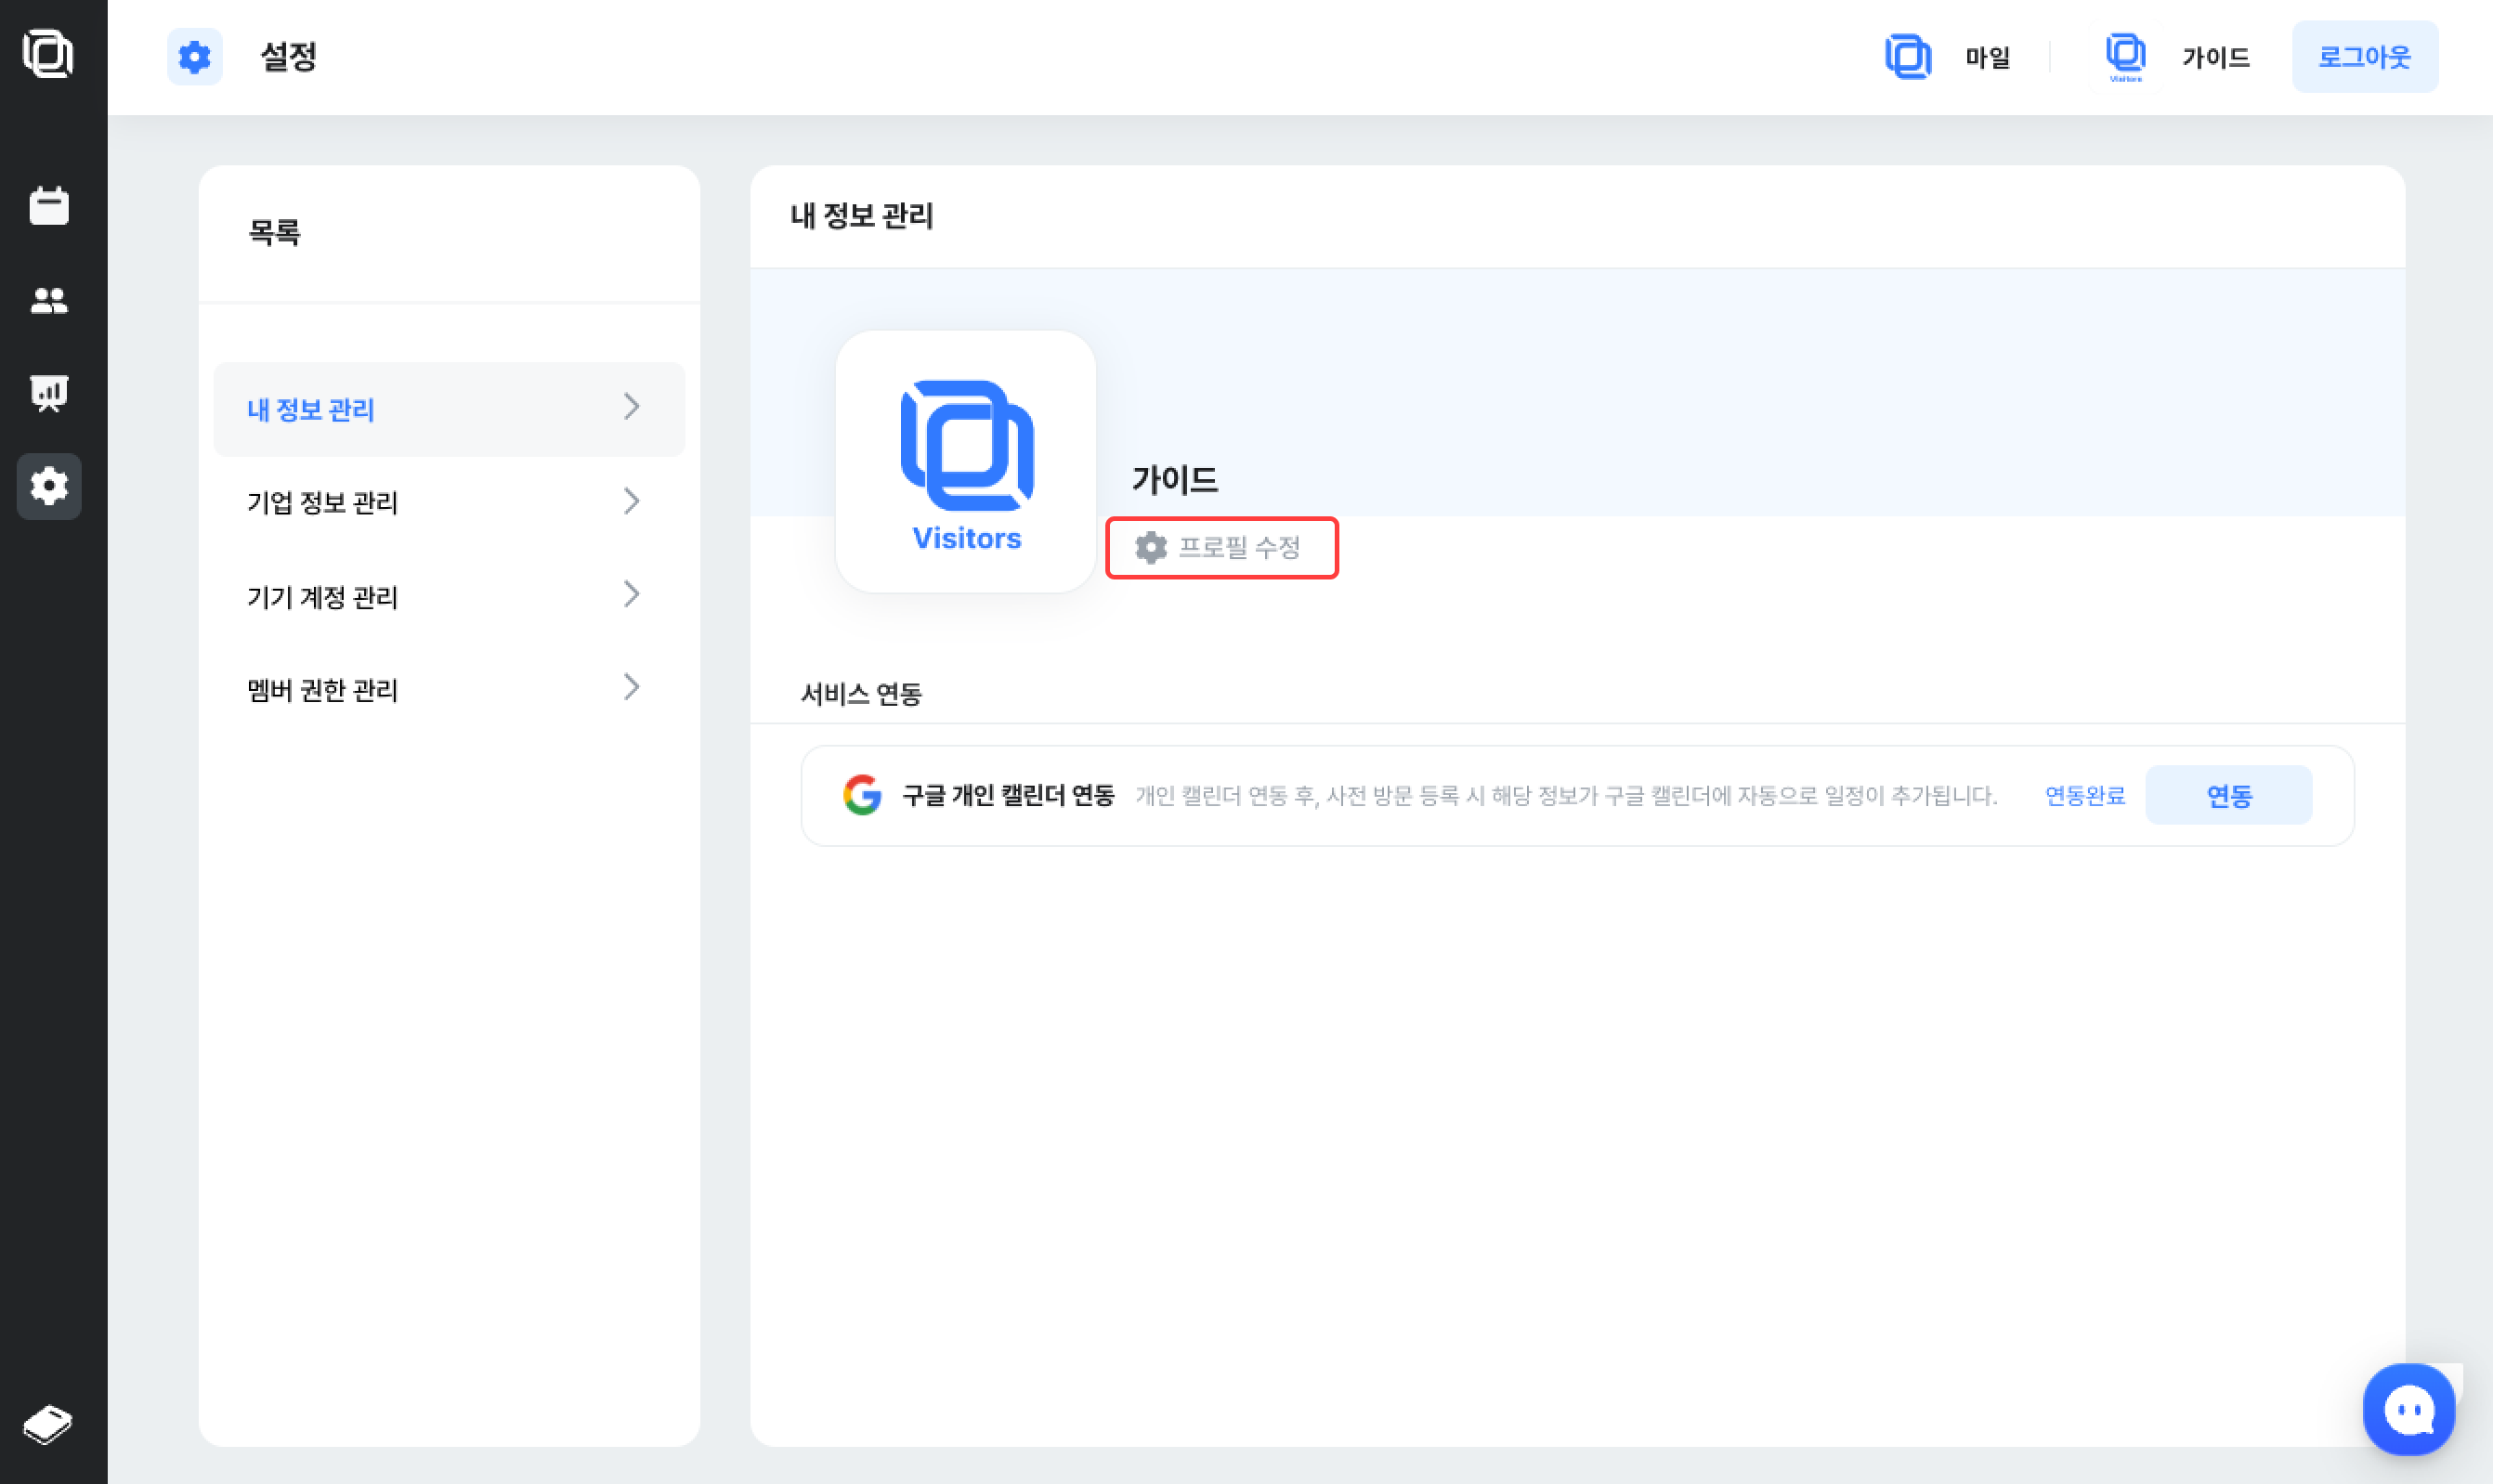 설정
마일
Visitors
가이드
로그아웃
목록
내 정보 관리
기업 정보 관리
기기 계정 관리
멤버 권한 관리
내 정보 관리
Visitors
가이드
프로필 수정
서비스 연동
구글 개인 캘린더 연동 개인 캘린더 연동 후, 사전 방문 등록 시 해당 정보가 구글 캘린더에 자동으로 일정이 추가됩니다. 연동완료 연동